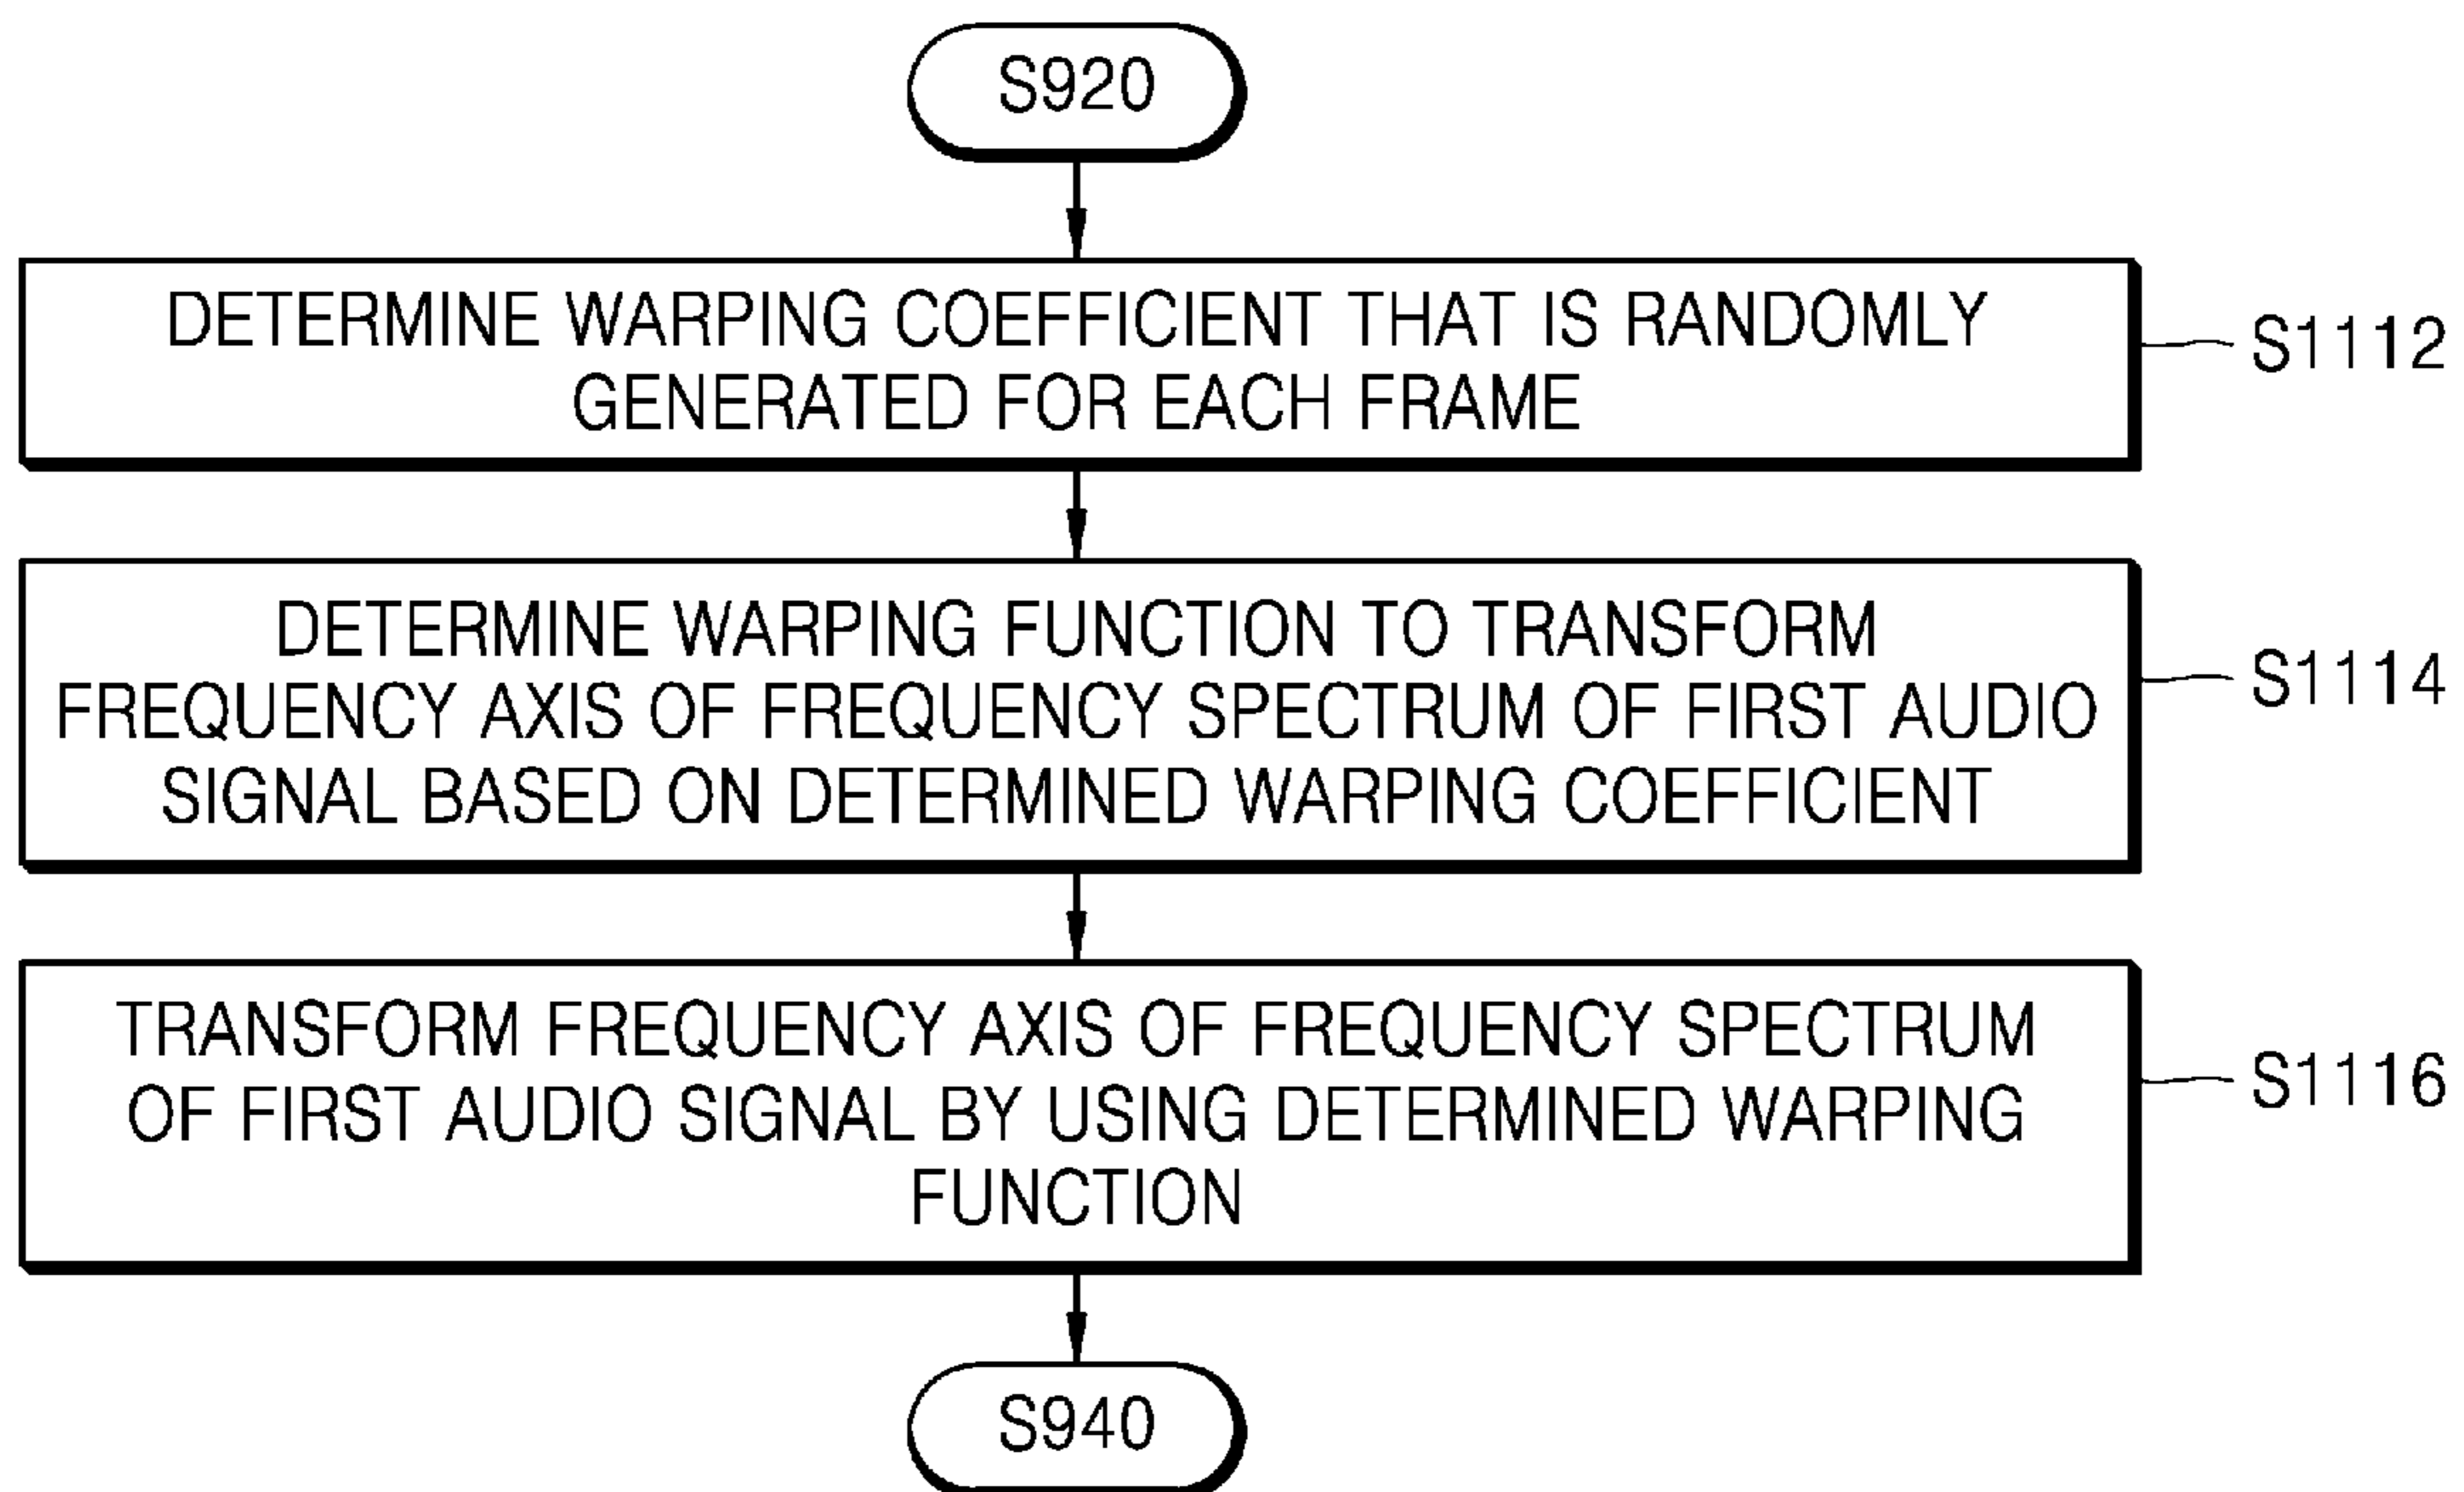 S920
DETERMINE WARPING COEFFICIENT THAT IS RANDOMLY
GENERATED FOR EACH FRAME
S1112
DETERMINE WARPING FUNCTION TO TRANSFORM
FREQUENCY AXIS OF FREQUENCY SPECTRUM OF FIRST AUDIO
SIGNAL BASED ON DETERMINED WARPING COEFFICIENT
S1114
TRANSFORM FREQUENCY AXIS OF FREQUENCY SPECTRUM
OF FIRST AUDIO SIGNAL BY USING DETERMINED WARPING
FUNCTION
S1116
S940